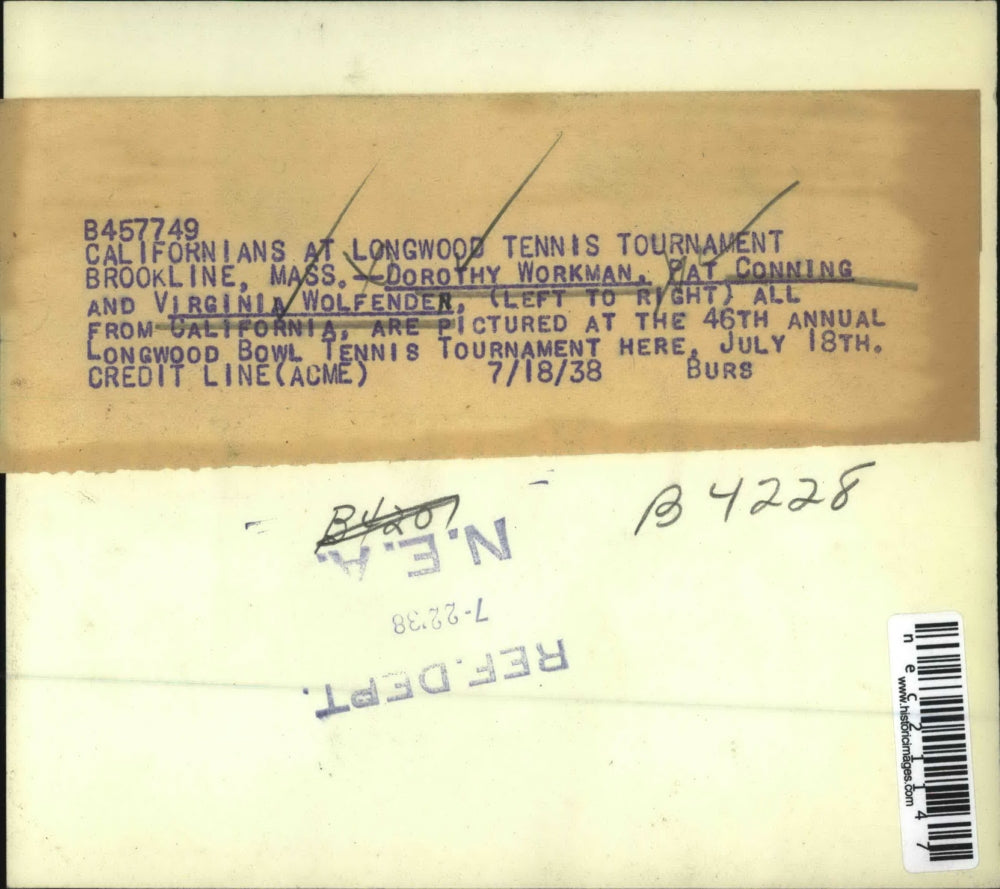 B457749
CALIFORNIANS AT LONGWOOD TENNIS TOURNAMENT
BROOKLINE, MASS.--DOROTHY WORKMAN, PAT CONNING
AND VIRGINIA WOLFENDER, (LEFT TO RIGHT) ALL
FROM CALIFORNIA, ARE PICTURED AT THE 46TH ANNUAL
LONGWOOD BOWL TENNIS TOURNAMENT HERE, JULY 18TH.
CREDIT LINE(ACME) 7/18/38 BURS
B4201
B4228
N.E.A.
7-22'38
REF. DEPT.
nec21147
www.historicimages.com